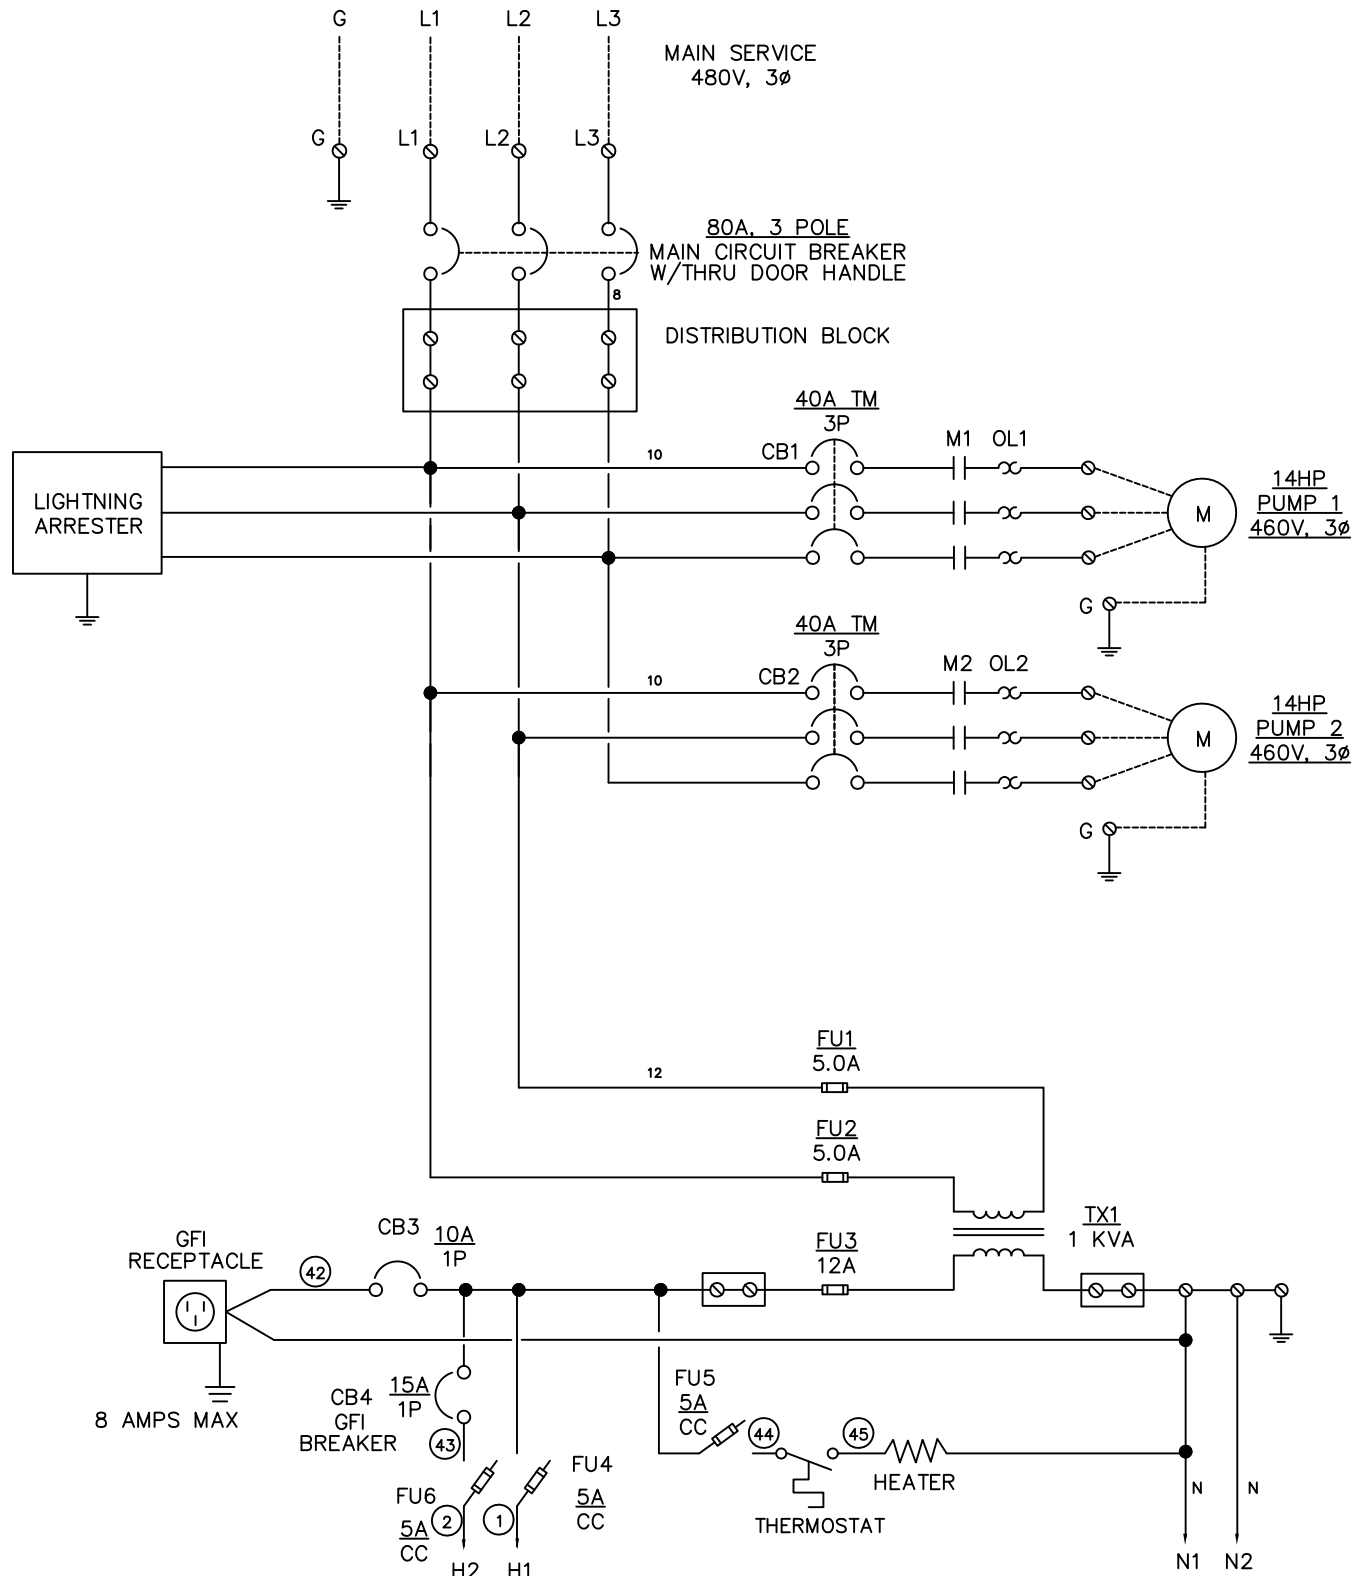 G L1 L2 L3
MAIN SERVICE
480V, 3ø
G L1 L2 L3
80A, 3 POLE
MAIN CIRCUIT BREAKER
W/THRU DOOR HANDLE
8
DISTRIBUTION BLOCK
40A TM
3P
CB1 M1 OL1
10
LIGHTNING
ARRESTER
M
14HP
PUMP 1
460V, 3ø
G
40A TM
3P
CB2 M2 OL2
10
M
14HP
PUMP 2
460V, 3ø
G
FU1
5.0A
12
FU2
5.0A
TX1
1 KVA
FU3
12A
CB3
10A
1P
GFI
RECEPTACLE
42
8 AMPS MAX
CB4
GFI
BREAKER
15A
1P
43
FU6
5A
CC
2
H2
1
H1
FU4
5A
CC
FU5
5A
CC
44
45
HEATER
THERMOSTAT
N N
N1 N2